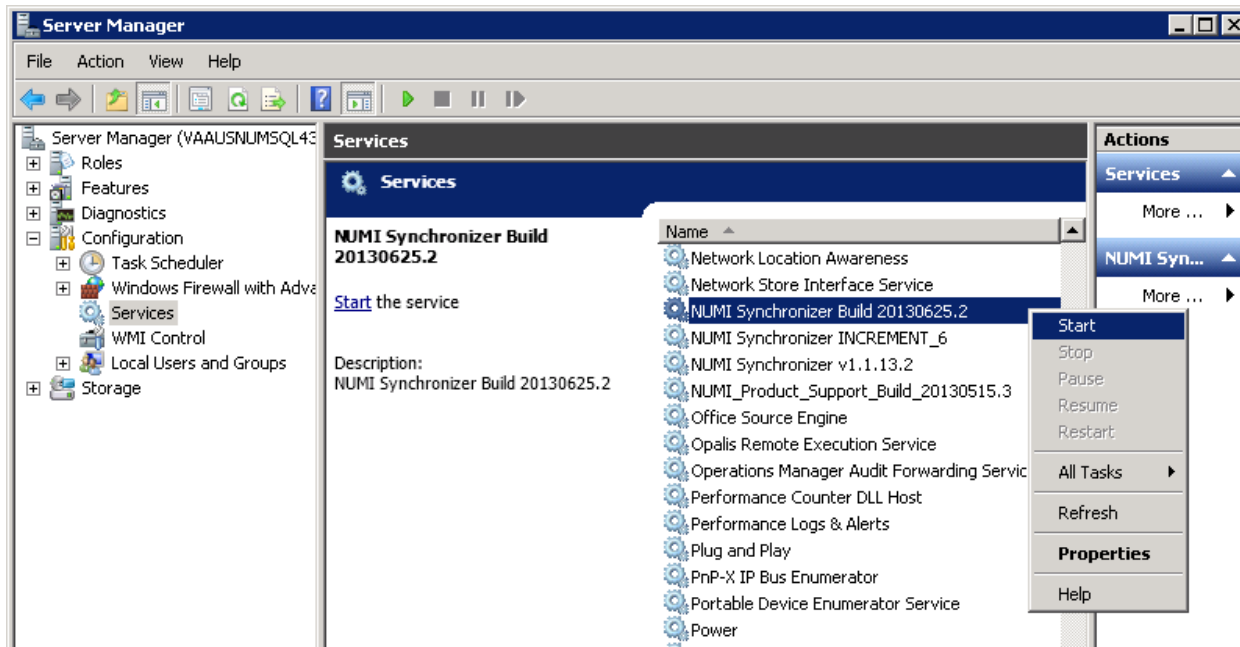 Server Manager
File Action View Help
Server Manager (VAAUSNUMSQL43
Roles
Features
Diagnostics
Configuration
Task Scheduler
Windows Firewall with Adva
Services
WMI Control
Local Users and Groups
Storage
Services
Services
NUMI Synchronizer Build
20130625.2
Start the service
Description:
NUMI Synchronizer Build 20130625.2
Name
Network Location Awareness
Network Store Interface Service
NUMI Synchronizer Build 20130625.2
NUMI Synchronizer INCREMENT_6
NUMI Synchronizer v1.1.13.2
NUMI_Product_Support_Build_20130515.3
Office Source Engine
Opalis Remote Execution Service
Operations Manager Audit Forwarding Servic
Performance Counter DLL Host
Performance Logs & Alerts
Plug and Play
PnP-X IP Bus Enumerator
Portable Device Enumerator Service
Power
Start
Stop
Pause
Resume
Restart
All Tasks
Refresh
Properties
Help
Actions
Services
More ...
NUMI Syn...
More ...